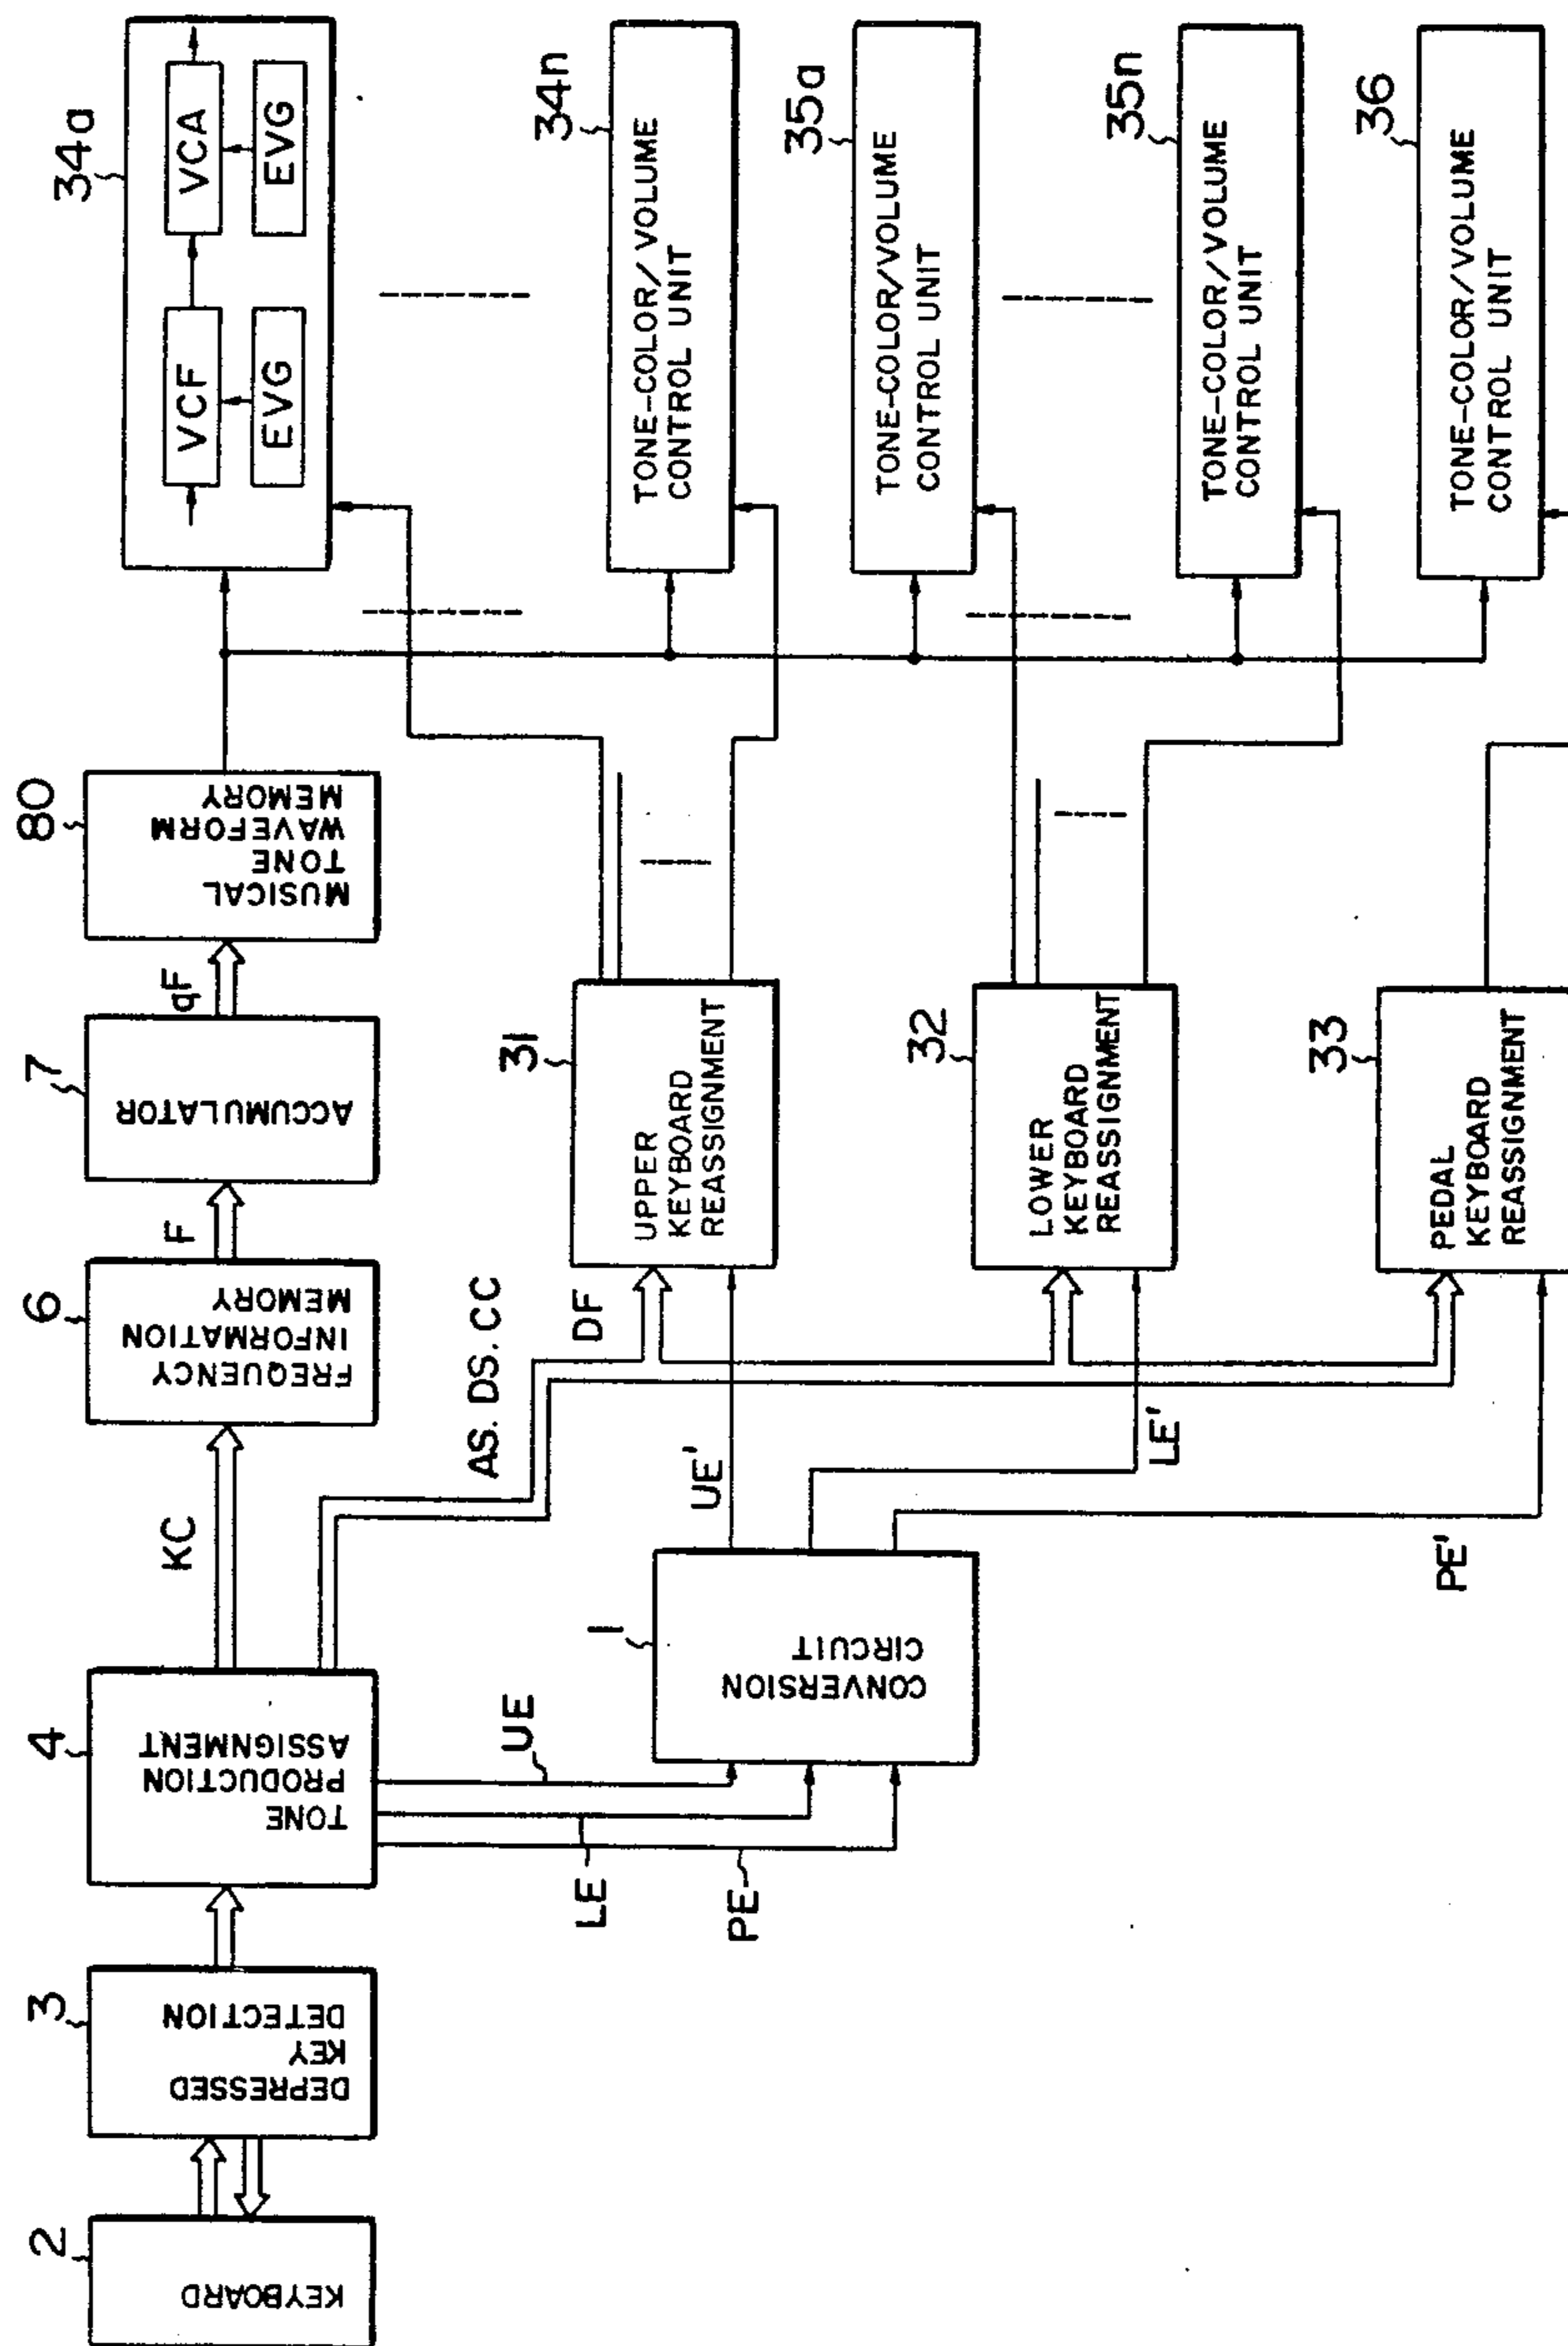 2
KEYBOARD
3
DEPRESSED
KEY
DETECTION
4
TONE
PRODUCTION
ASSIGNMENT
KC
6
FREQUENCY
INFORMATION
MEMORY
F
7
ACCUMULATOR
qF
80
MUSICAL
TONE
WAVEFORM
MEMORY
34a
VCF
VCA
EVG
EVG
AS. DS. CC
DF
UE
LE
PE
1
CONVERSION
CIRCUIT
UE'
LE'
PE'
31
UPPER
KEYBOARD
REASSIGNMENT
32
LOWER
KEYBOARD
REASSIGNMENT
33
PEDAL
KEYBOARD
REASSIGNMENT
34n
TONE-COLOR/VOLUME
CONTROL UNIT
35a
TONE-COLOR/VOLUME
CONTROL UNIT
35n
TONE-COLOR/VOLUME
CONTROL UNIT
36
TONE-COLOR/VOLUME
CONTROL UNIT